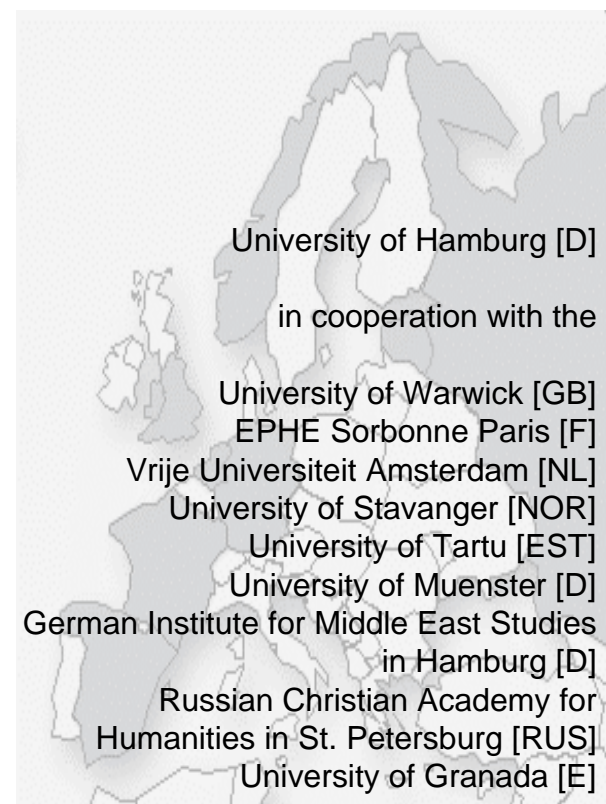 University of Hamburg [D]
in cooperation with the
University of Warwick [GB]
EPHE Sorbonne Paris [F]
Vrije Universiteit Amsterdam [NL]
University of Stavanger [NOR]
University of Tartu [EST]
University of Muenster [D]
German Institute for Middle East Studies
in Hamburg [D]
Russian Christian Academy for
Humanities in St. Petersburg [RUS]
University of Granada [E]